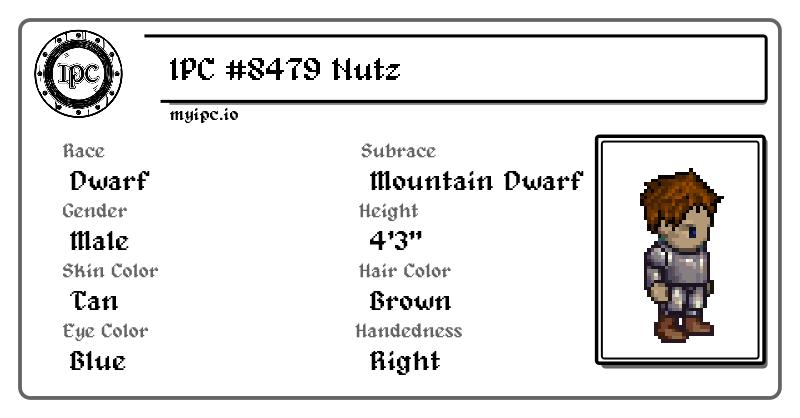 IPC
IPC #8479 Nutz
myipc.io
Race
Subrace
Dwarf
Mountain Dwarf
Gender
Height
Male
4'3"
Skin Color
Hair Color
Tan
Brown
Eye Color
Handedness
Blue
Right